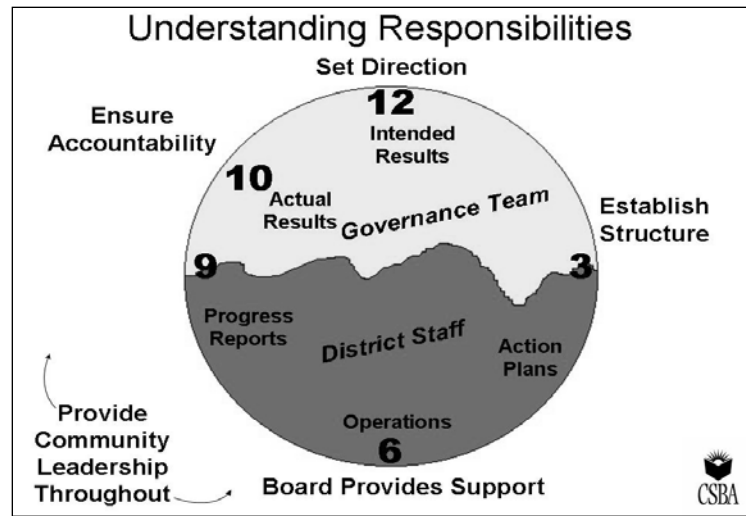 Understanding Responsibilities
Set Direction
12
Intended
Results
Ensure
Accountability
10
Actual
Results
Governance Team
Establish
Structure
9
3
Progress
Reports
District Staff
Action
Plans
Operations
6
Provide
Community
Leadership
Throughout
Board Provides Support
CSBA